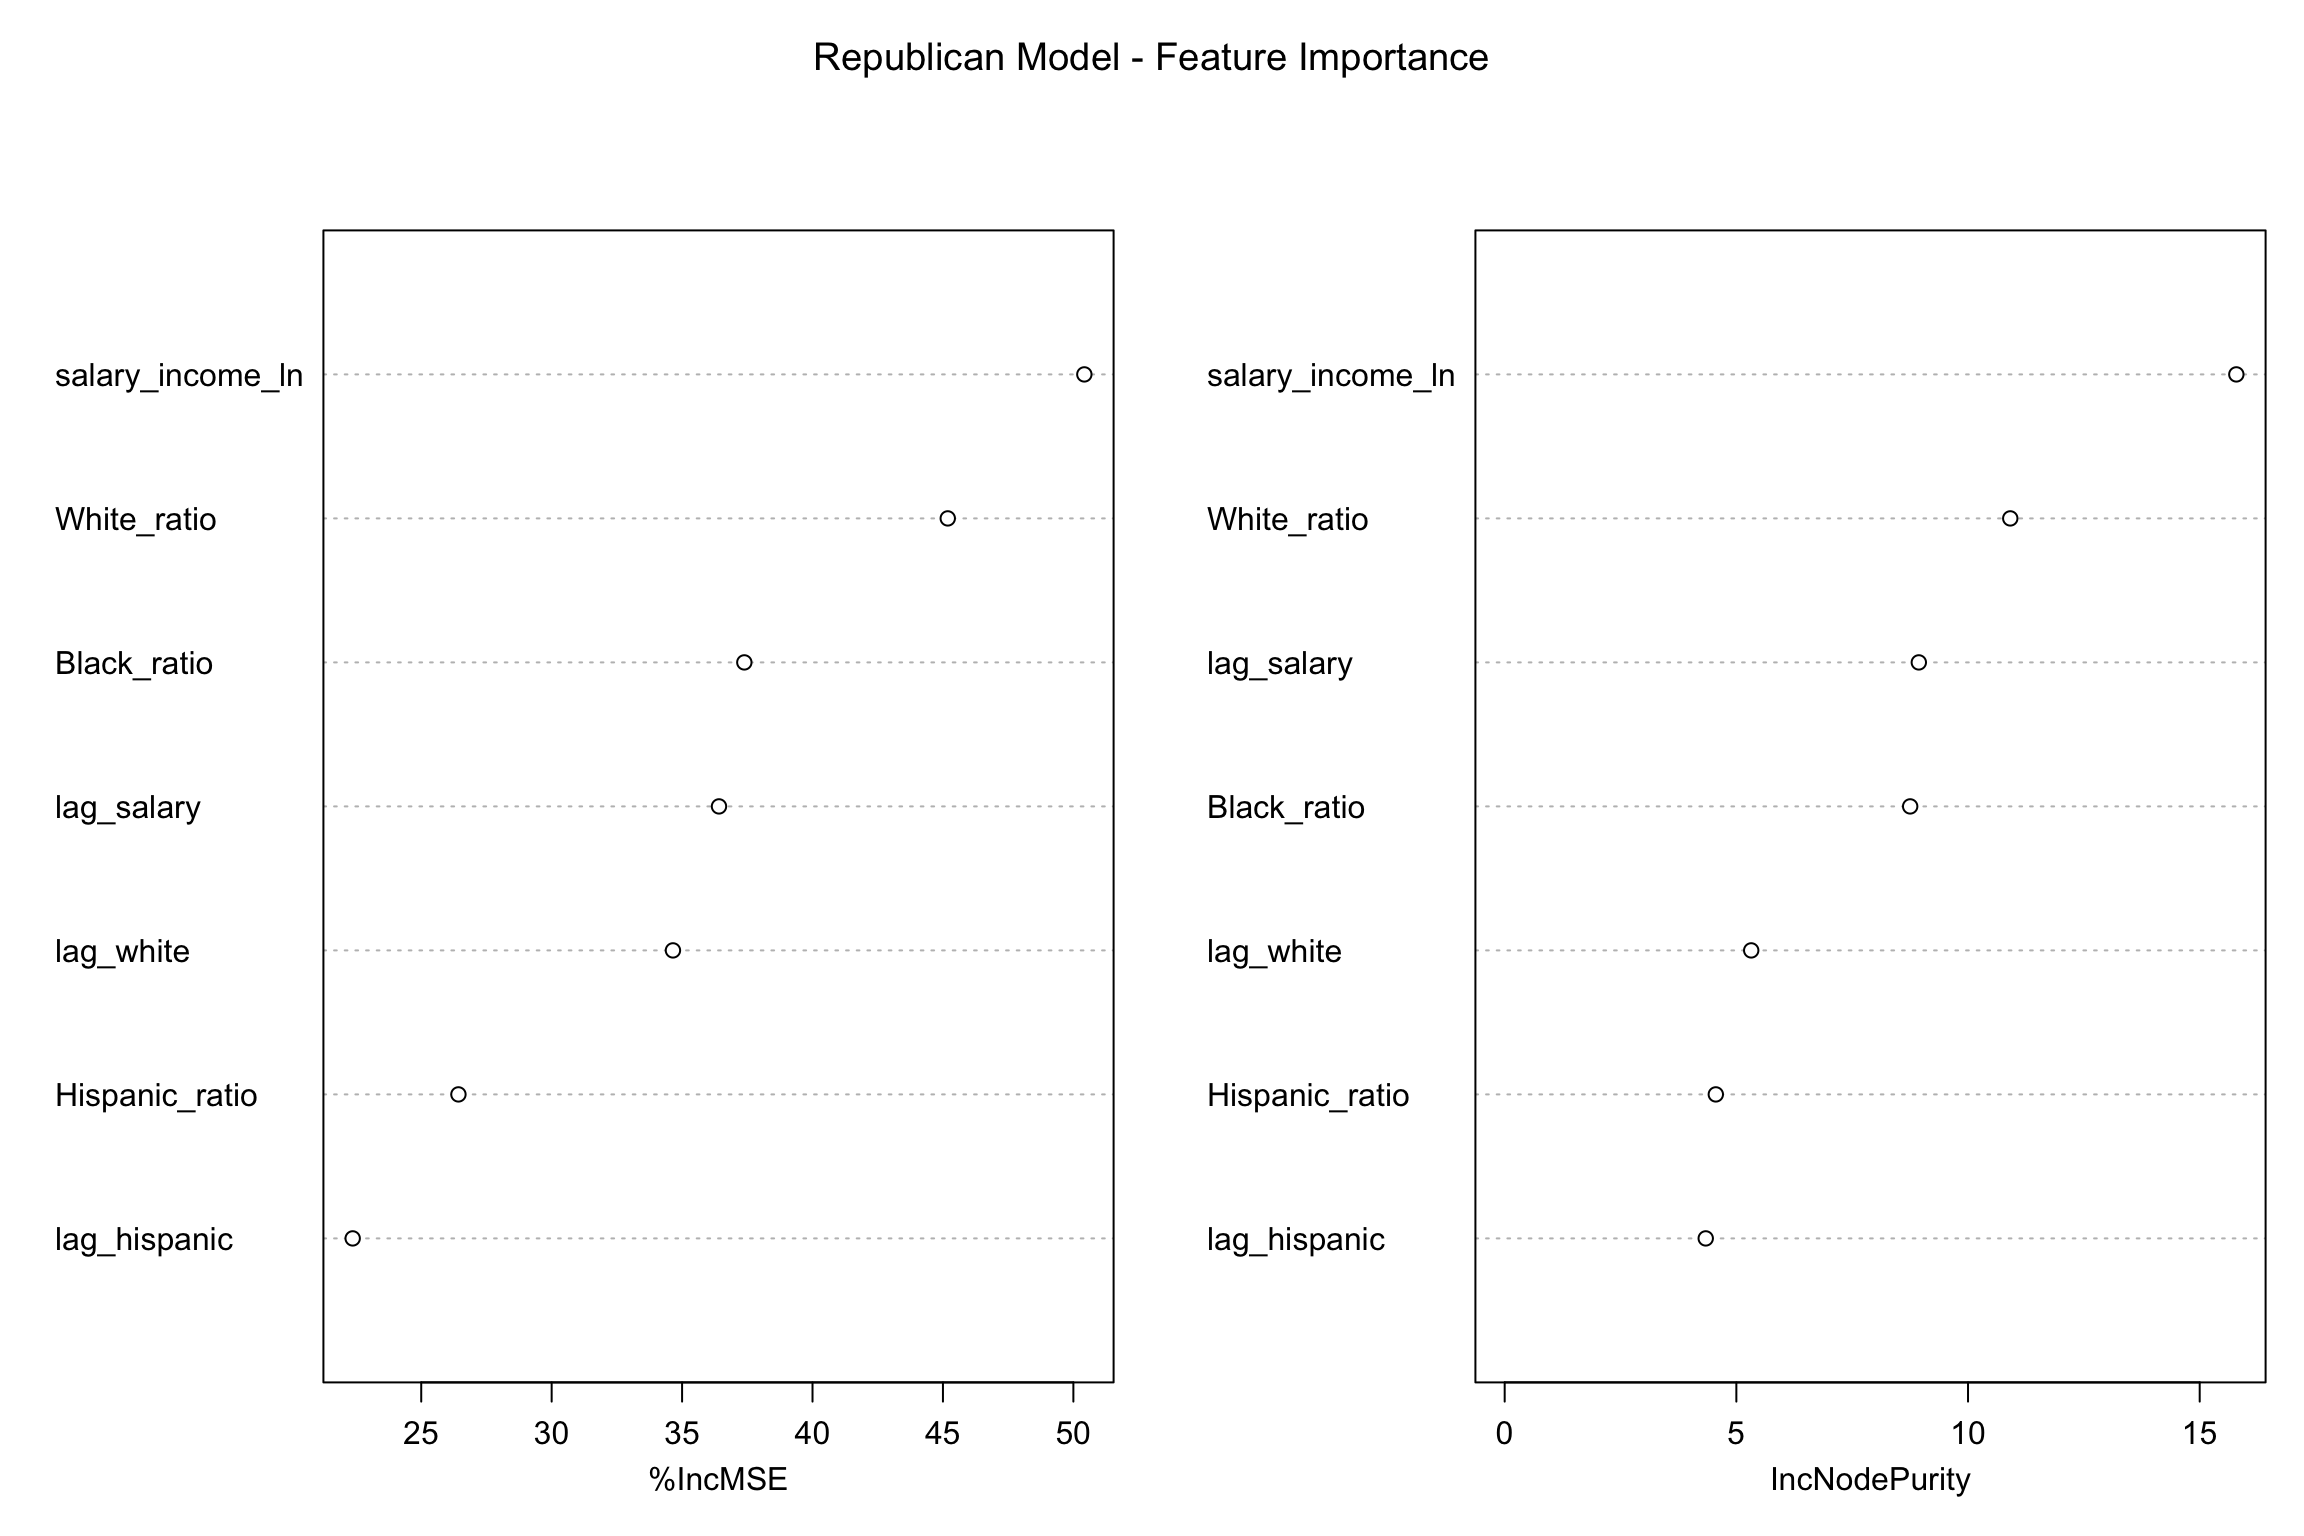 Republican Model - Feature Importance
salary_income_ln
White_ratio
Black_ratio
lag_salary
lag_white
Hispanic_ratio
lag_hispanic
25 30 35 40 45 50
%IncMSE
salary_income_ln
White_ratio
lag_salary
Black_ratio
lag_white
Hispanic_ratio
lag_hispanic
0 5 10 15
IncNodePurity